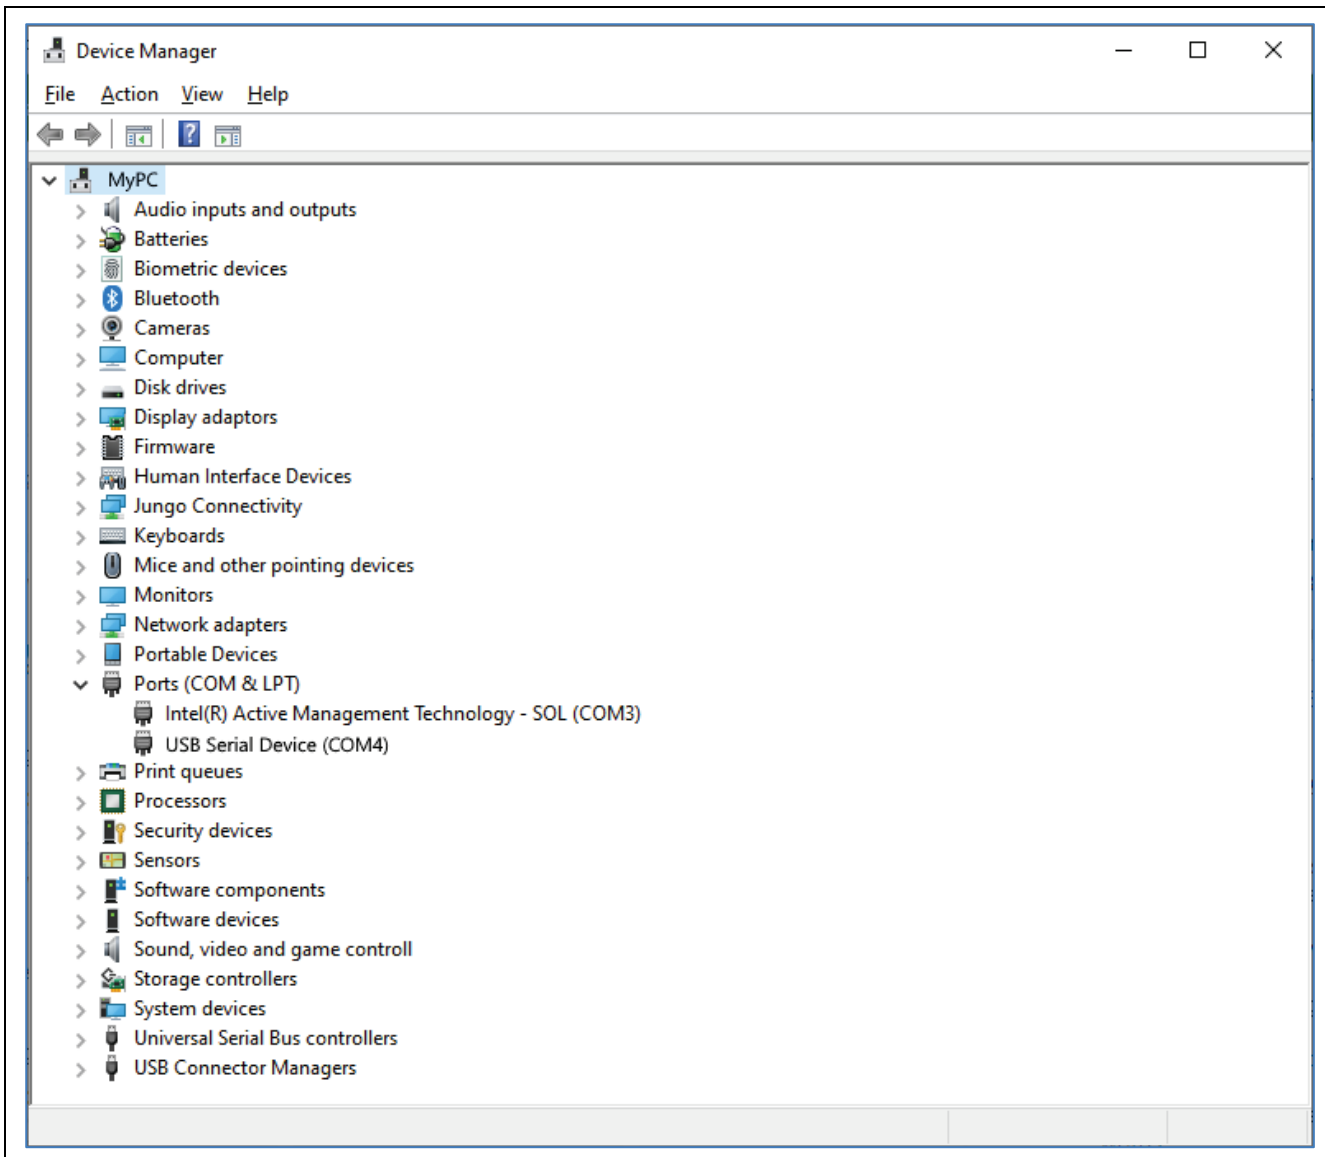 Device Manager
File Action View Help
?
MyPC
Audio inputs and outputs
Batteries
Biometric devices
Bluetooth
Cameras
Computer
Disk drives
Display adaptors
Firmware
Human Interface Devices
Jungo Connectivity
Keyboards
Mice and other pointing devices
Monitors
Network adapters
Portable Devices
Ports (COM & LPT)
Intel(R) Active Management Technology - SOL (COM3)
USB Serial Device (COM4)
Print queues
Processors
Security devices
Sensors
Software components
Software devices
Sound, video and game controll
Storage controllers
System devices
Universal Serial Bus controllers
USB Connector Managers